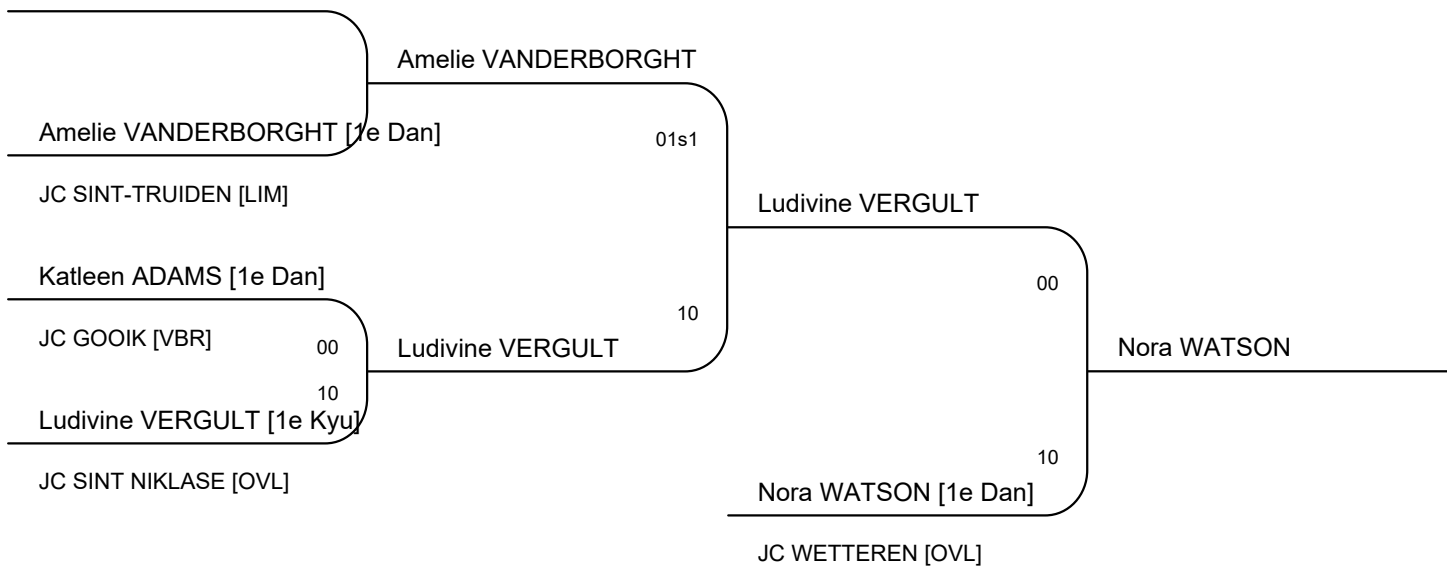 Amelie VANDERBORGHT
Amelie VANDERBORGHT [1e Dan]
01s1
JC SINT-TRUIDEN [LIM]
Ludivine VERGULT
Katleen ADAMS [1e Dan]
00
10
JC GOOIK [VBR]
00
Ludivine VERGULT
Nora WATSON
10
Ludivine VERGULT [1e Kyu]
10
JC SINT NIKLASE [OVL]
Nora WATSON [1e Dan]
JC WETTEREN [OVL]